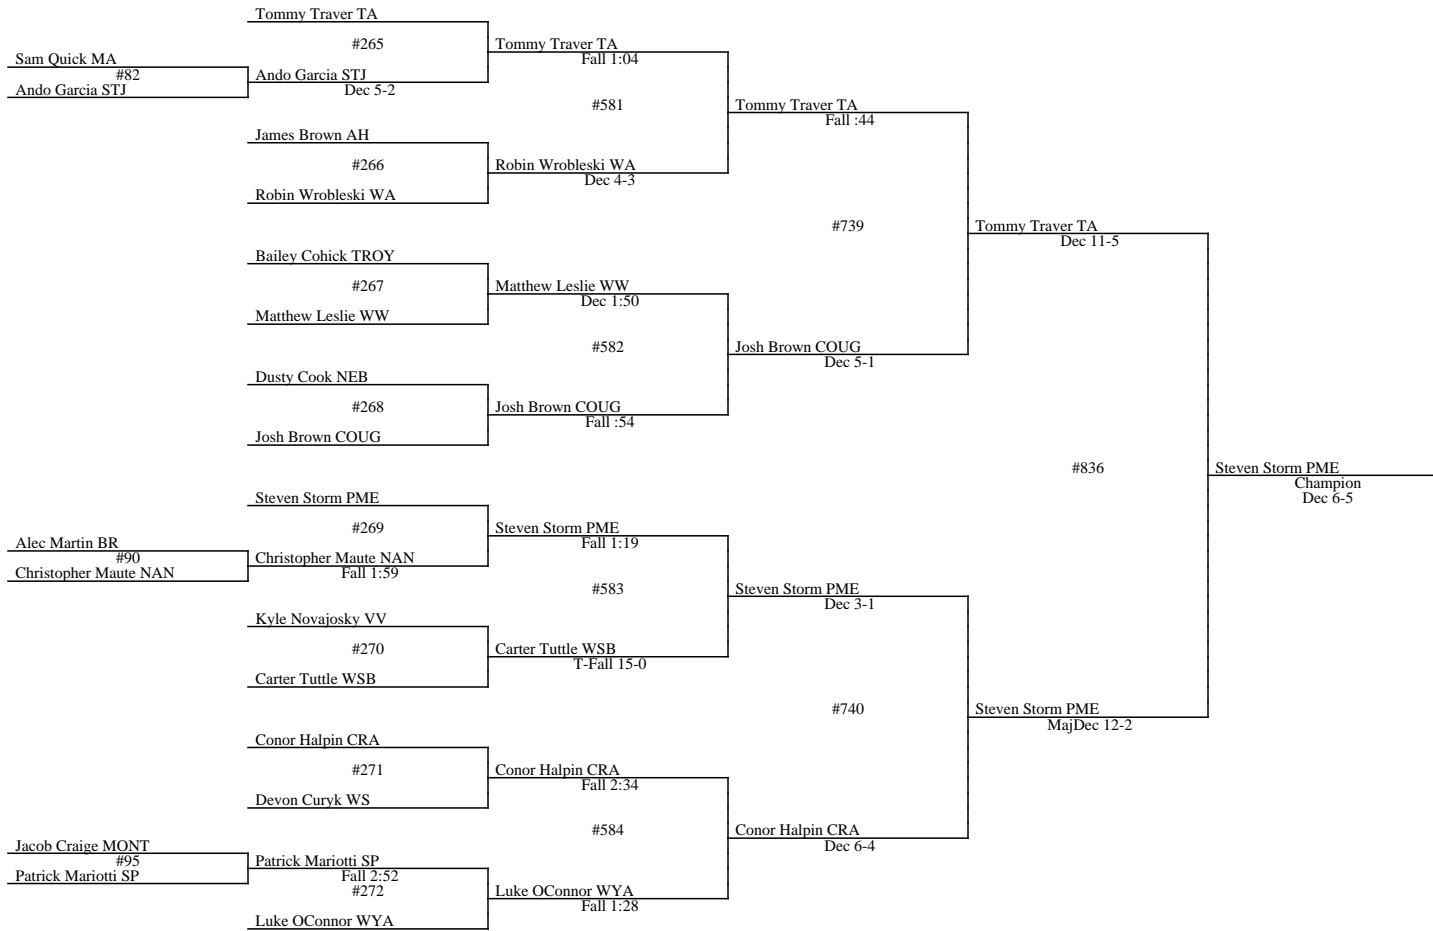 Tommy Traver TA
#265
Tommy Traver TA
Fall 1:04
Sam Quick MA
#82
Ando Garcia STJ
Ando Garcia STJ
Dec 5-2
#581
Tommy Traver TA
Fall :44
James Brown AH
#266
Robin Wrobleski WA
Dec 4-3
Robin Wrobleski WA
#739
Tommy Traver TA
Dec 11-5
Bailey Cohick TROY
#267
Matthew Leslie WW
Dec 1:50
Matthew Leslie WW
#582
Josh Brown COUG
Dec 5-1
Dusty Cook NEB
#268
Josh Brown COUG
Fall :54
Josh Brown COUG
#836
Steven Storm PME
Champion
Dec 6-5
Steven Storm PME
#269
Steven Storm PME
Fall 1:19
Alec Martin BR
#90
Christopher Maute NAN
Christopher Maute NAN
Fall 1:59
#583
Steven Storm PME
Dec 3-1
Kyle Novajosky VV
#270
Carter Tuttle WSB
T-Fall 15-0
Carter Tuttle WSB
#740
Steven Storm PME
MajDec 12-2
Conor Halpin CRA
#271
Conor Halpin CRA
Fall 2:34
Devon Curyk WS
#584
Conor Halpin CRA
Dec 6-4
Jacob Craige MONT
#95
Patrick Mariotti SP
Patrick Mariotti SP
Fall 2:52
#272
Luke OConnor WYA
Fall 1:28
Luke OConnor WYA